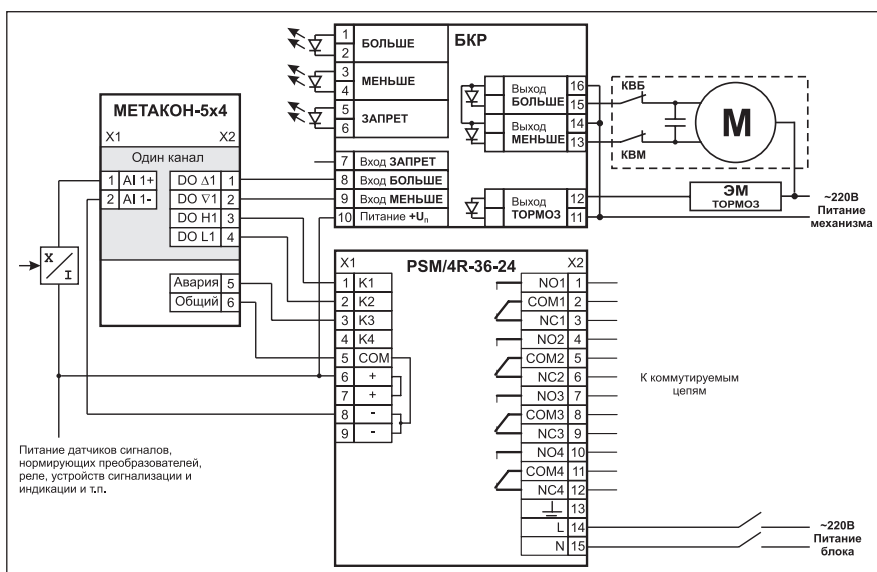 1
2
БОЛЬШЕ
3
4
МЕНЬШЕ
5
6
ЗАПРЕТ
БКР
Выход
БОЛЬШЕ
16
15
Выход
МЕНЬШЕ
14
13
7 Вход ЗАПРЕТ
8 Вход БОЛЬШЕ
9 Вход МЕНЬШЕ
10 Питание +Uп
Выход
ТОРМОЗ
12
11
КВБ
КВМ
М
ЭМ
ТОРМОЗ
~220В
Питание
механизма
МЕТАКОН-5х4
X1 X2
Один канал
1 AI 1+
2 AI 1-
DO Δ1 1
DO ∇1 2
DO H1 3
DO L1 4
Авария 5
Общий 6
X
I
Питание датчиков сигналов,
нормирующих преобразователей,
реле, устройств сигнализации и
индикации и т.п.
PSM/4R-36-24
X1 X2
1 K1
2 K2
3 K3
4 K4
5 COM
6 +
7 +
8 -
9 -
NO1 1
COM1 2
NC1 3
NO2 4
COM2 5
NC2 6
NO3 7
COM3 8
NC3 9
NO4 10
COM4 11
NC4 12
13
L 14
N 15
К коммутируемым
цепям
~220В
Питание
блока